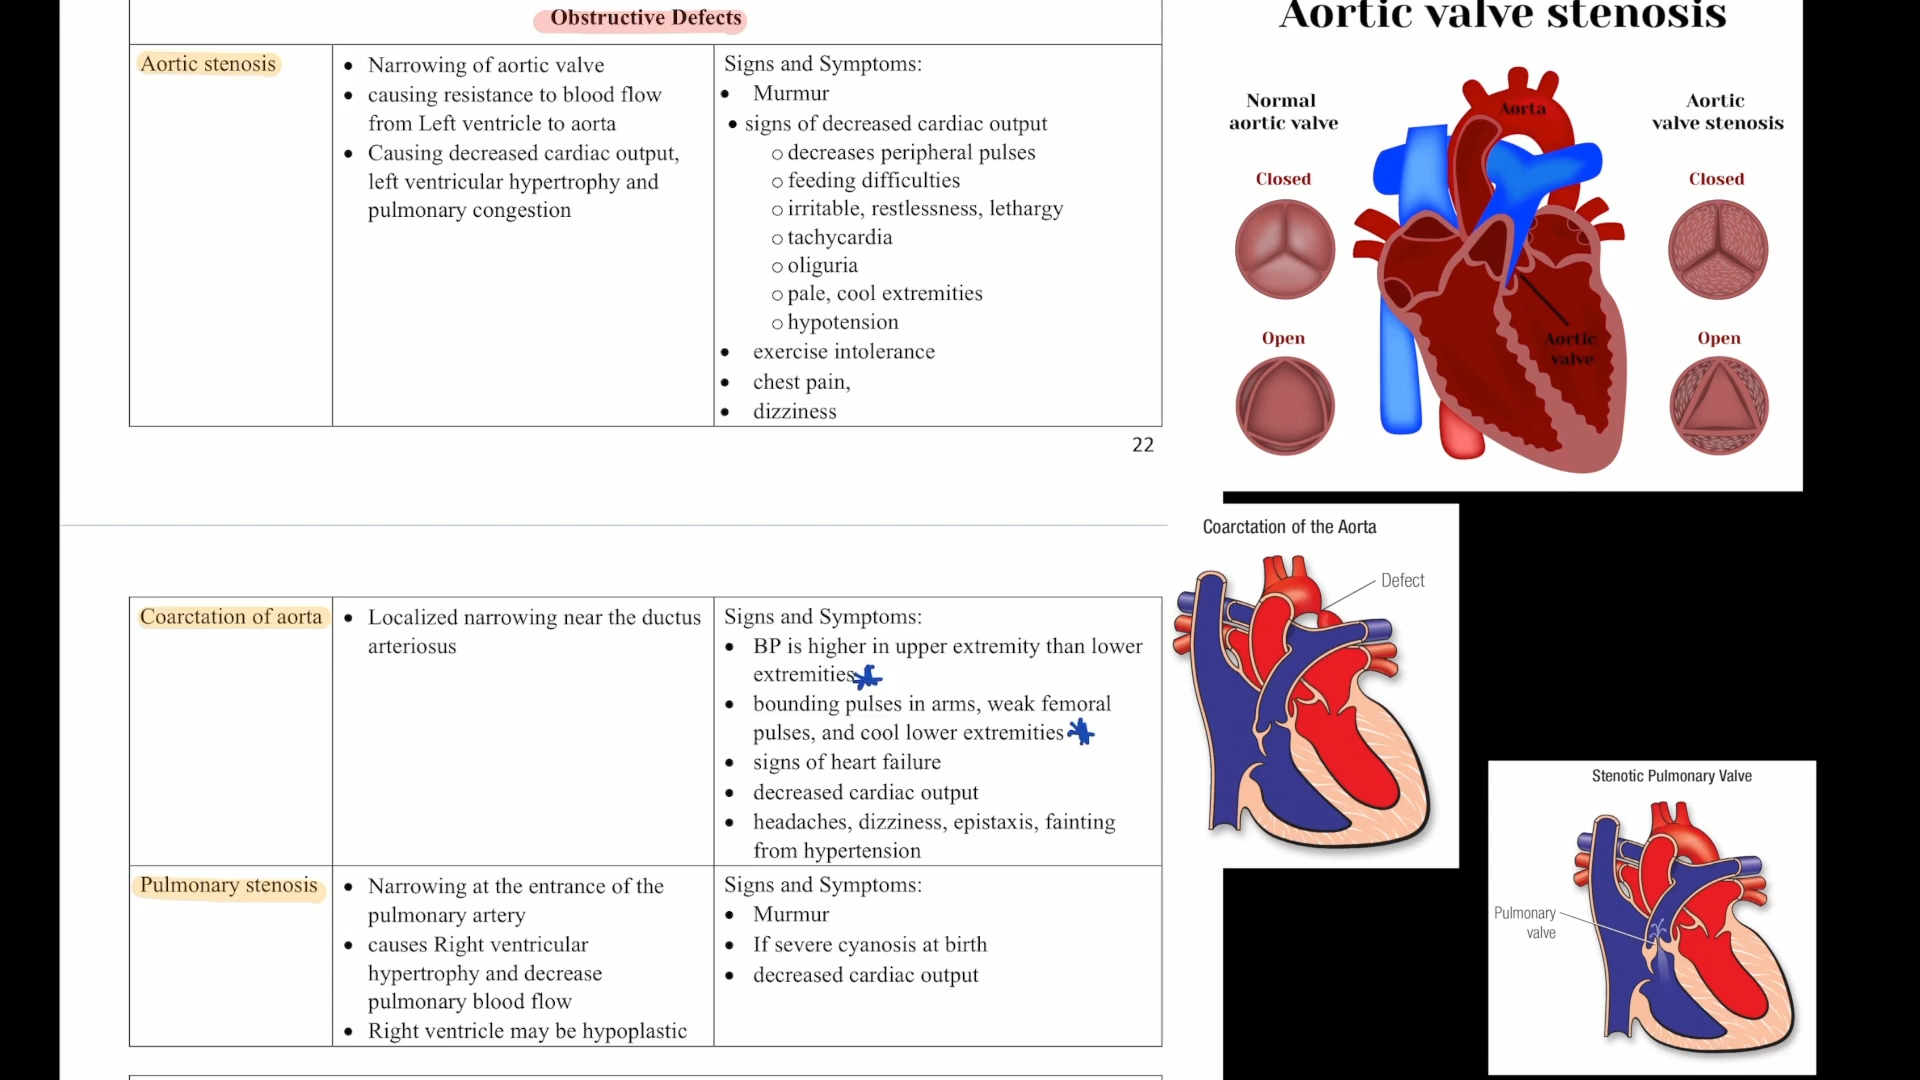 Obstructive Defects
Aortic stenosis
• Narrowing of aortic valve
• causing resistance to blood flow
from Left ventricle to aorta
• Causing decreased cardiac output,
left ventricular hypertrophy and
pulmonary congestion
Signs and Symptoms:
• Murmur
• signs of decreased cardiac output
o decreases peripheral pulses
o feeding difficulties
o irritable, restlessness, lethargy
o tachycardia
o oliguria
o pale, cool extremities
o hypotension
• exercise intolerance
• chest pain,
• dizziness
22
Coarctation of aorta
• Localized narrowing near the ductus
arteriosus
Signs and Symptoms:
• BP is higher in upper extremity than lower
extremities
• bounding pulses in arms, weak femoral
pulses, and cool lower extremities
• signs of heart failure
• decreased cardiac output
• headaches, dizziness, epistaxis, fainting
from hypertension
Pulmonary stenosis
• Narrowing at the entrance of the
pulmonary artery
• causes Right ventricular
hypertrophy and decrease
pulmonary blood flow
• Right ventricle may be hypoplastic
Signs and Symptoms:
• Murmur
• If severe cyanosis at birth
• decreased cardiac output
Aortic valve stenosis
Normal
aortic valve
Closed
Open
Aorta
Aortic
valve
Aortic
valve stenosis
Closed
Open
Coarctation of the Aorta
Defect
Stenotic Pulmonary Valve
Pulmonary
valve